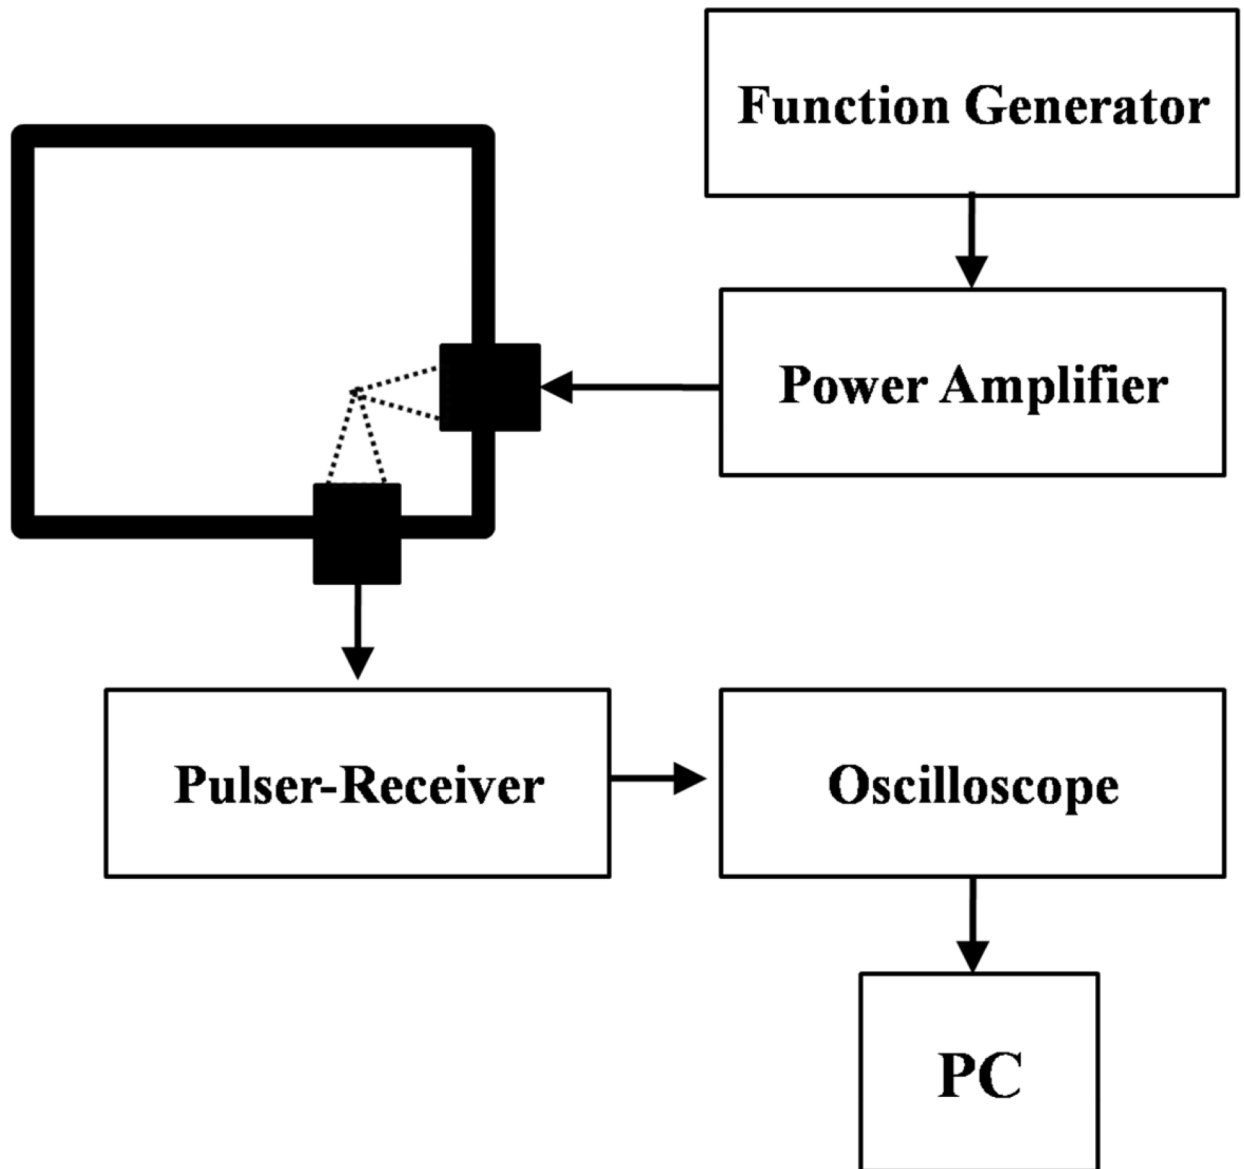 Function Generator
Power Amplifier
Pulser-Receiver
Oscilloscope
PC